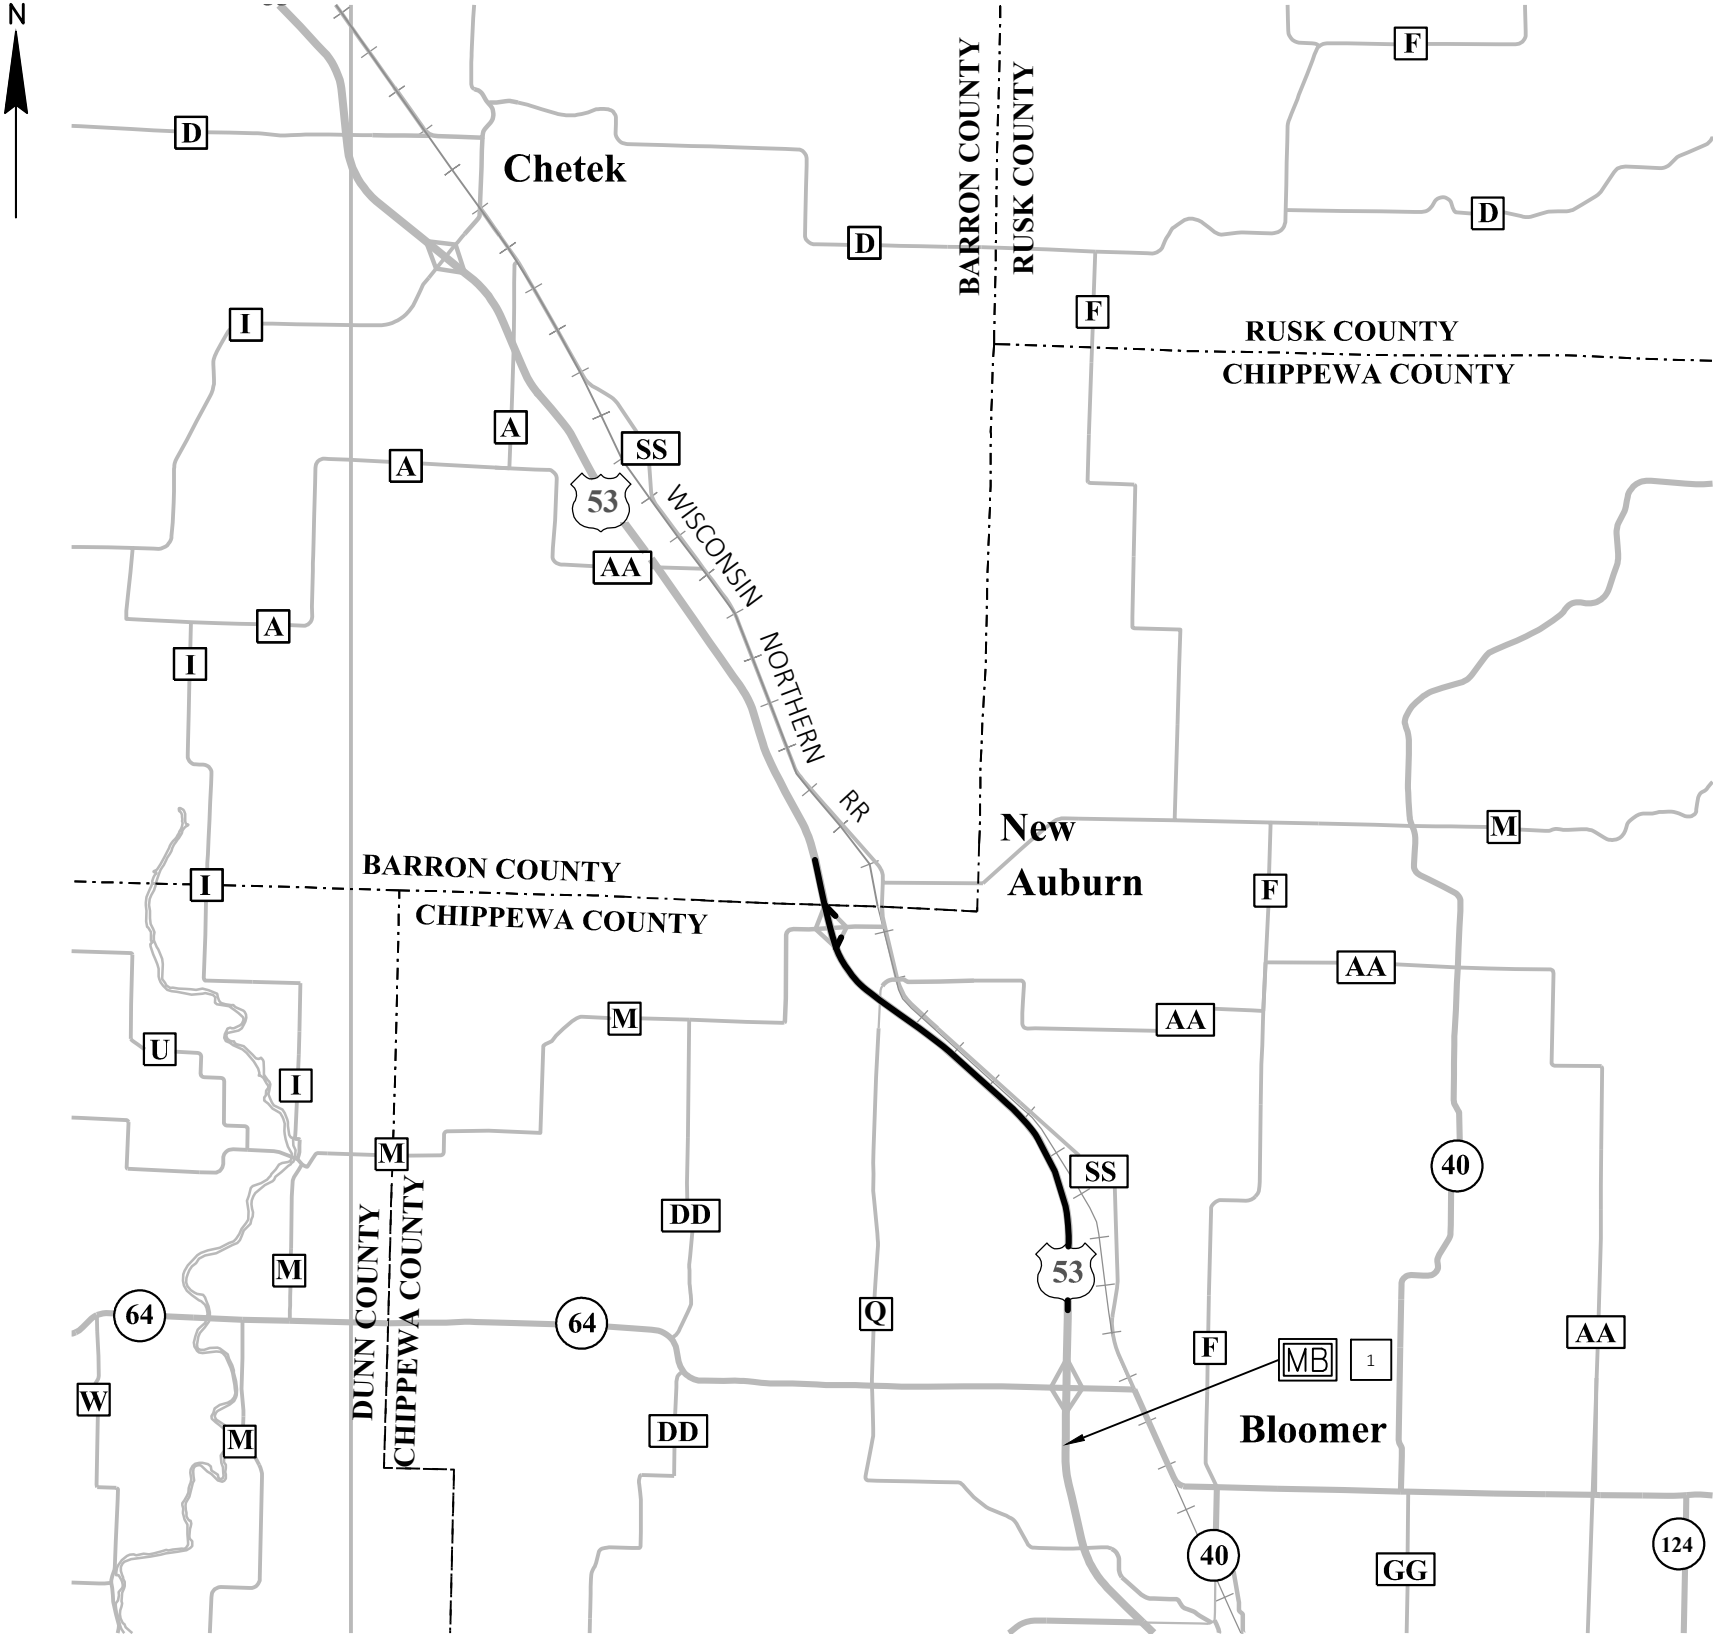 N
F
D
Chetek
BARRON COUNTY
RUSK COUNTY
D
D
I
F
RUSK COUNTY
CHIPPEWA COUNTY
A
SS
A
53
WISCONSIN NORTHERN RR
AA
A
I
New
Auburn
M
BARRON COUNTY
I
F
CHIPPEWA COUNTY
AA
M
AA
U
I
M
40
SS
DD
DUNN COUNTY
CHIPPEWA COUNTY
M
53
64
64
Q
AA
F
MB
1
W
DD
Bloomer
M
124
40
GG